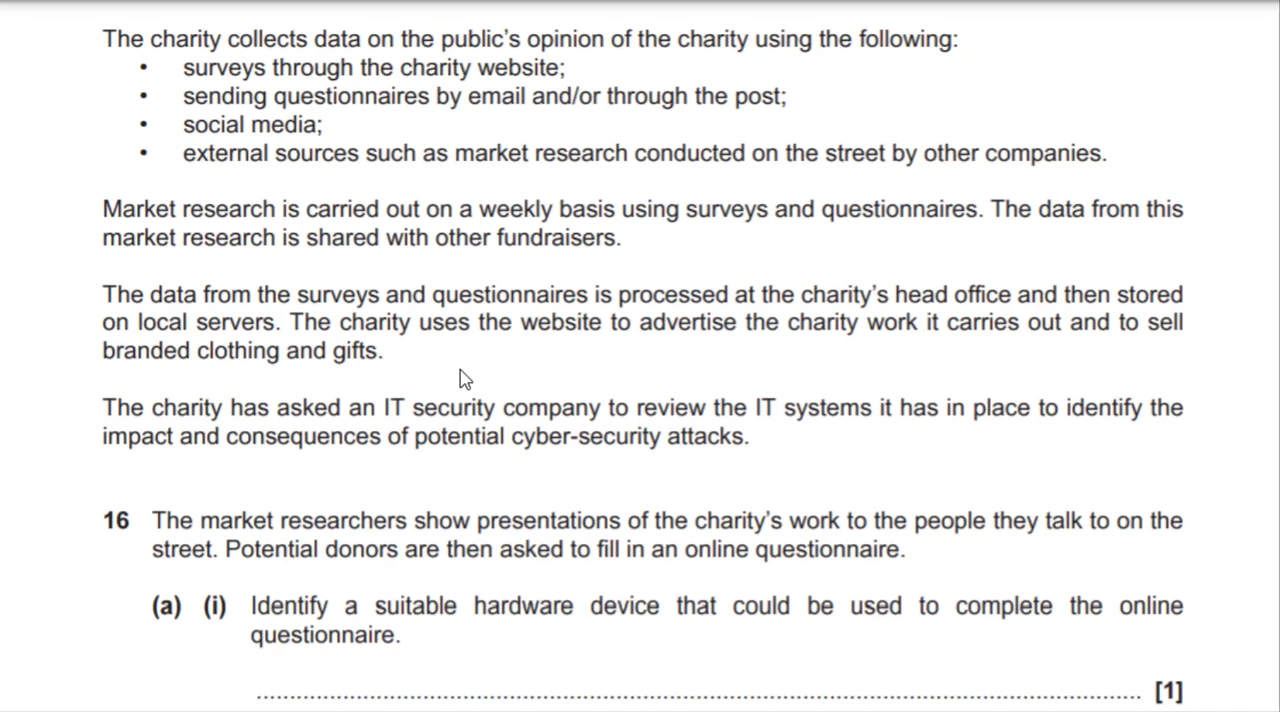 The charity collects data on the public's opinion of the charity using the following:
• surveys through the charity website;
• sending questionnaires by email and/or through the post;
• social media;
• external sources such as market research conducted on the street by other companies.
Market research is carried out on a weekly basis using surveys and questionnaires. The data from this
market research is shared with other fundraisers.
The data from the surveys and questionnaires is processed at the charity's head office and then stored
on local servers. The charity uses the website to advertise the charity work it carries out and to sell
branded clothing and gifts.
The charity has asked an IT security company to review the IT systems it has in place to identify the
impact and consequences of potential cyber-security attacks.
16 The market researchers show presentations of the charity's work to the people they talk to on the
street. Potential donors are then asked to fill in an online questionnaire.
(a) (i) Identify a suitable hardware device that could be used to complete the online
questionnaire.
.......................................................................................................................... [1]